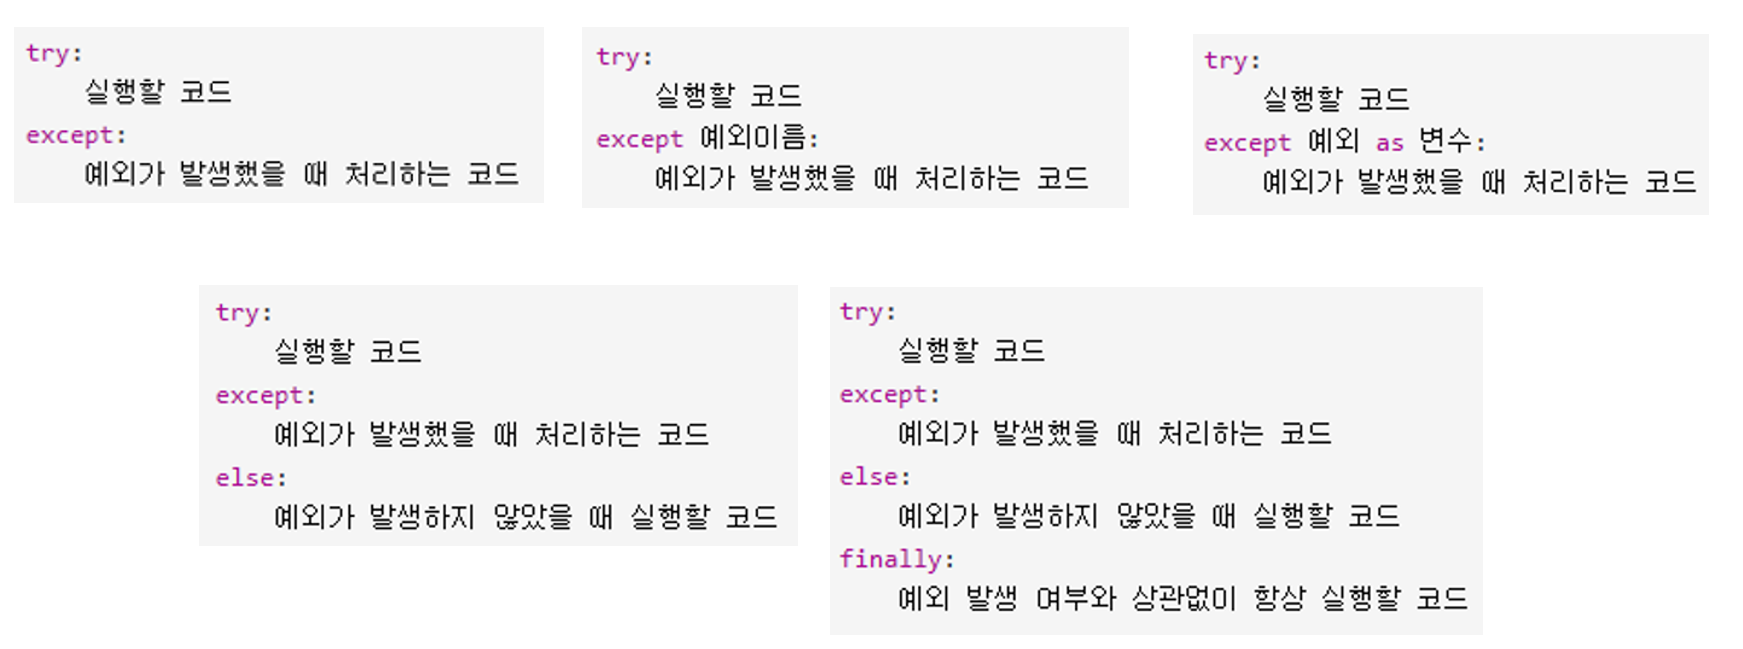 try:
    실행할 코드
except:
    예외가 발생했을 때 처리하는 코드
try:
    실행할 코드
except 예외이름:
    예외가 발생했을 때 처리하는 코드
try:
    실행할 코드
except 예외 as 변수:
    예외가 발생했을 때 처리하는 코드
try:
    실행할 코드
except:
    예외가 발생했을 때 처리하는 코드
else:
    예외가 발생하지 않았을 때 실행할 코드
try:
    실행할 코드
except:
    예외가 발생했을 때 처리하는 코드
else:
    예외가 발생하지 않았을 때 실행할 코드
finally:
    예외 발생 여부와 상관없이 항상 실행할 코드